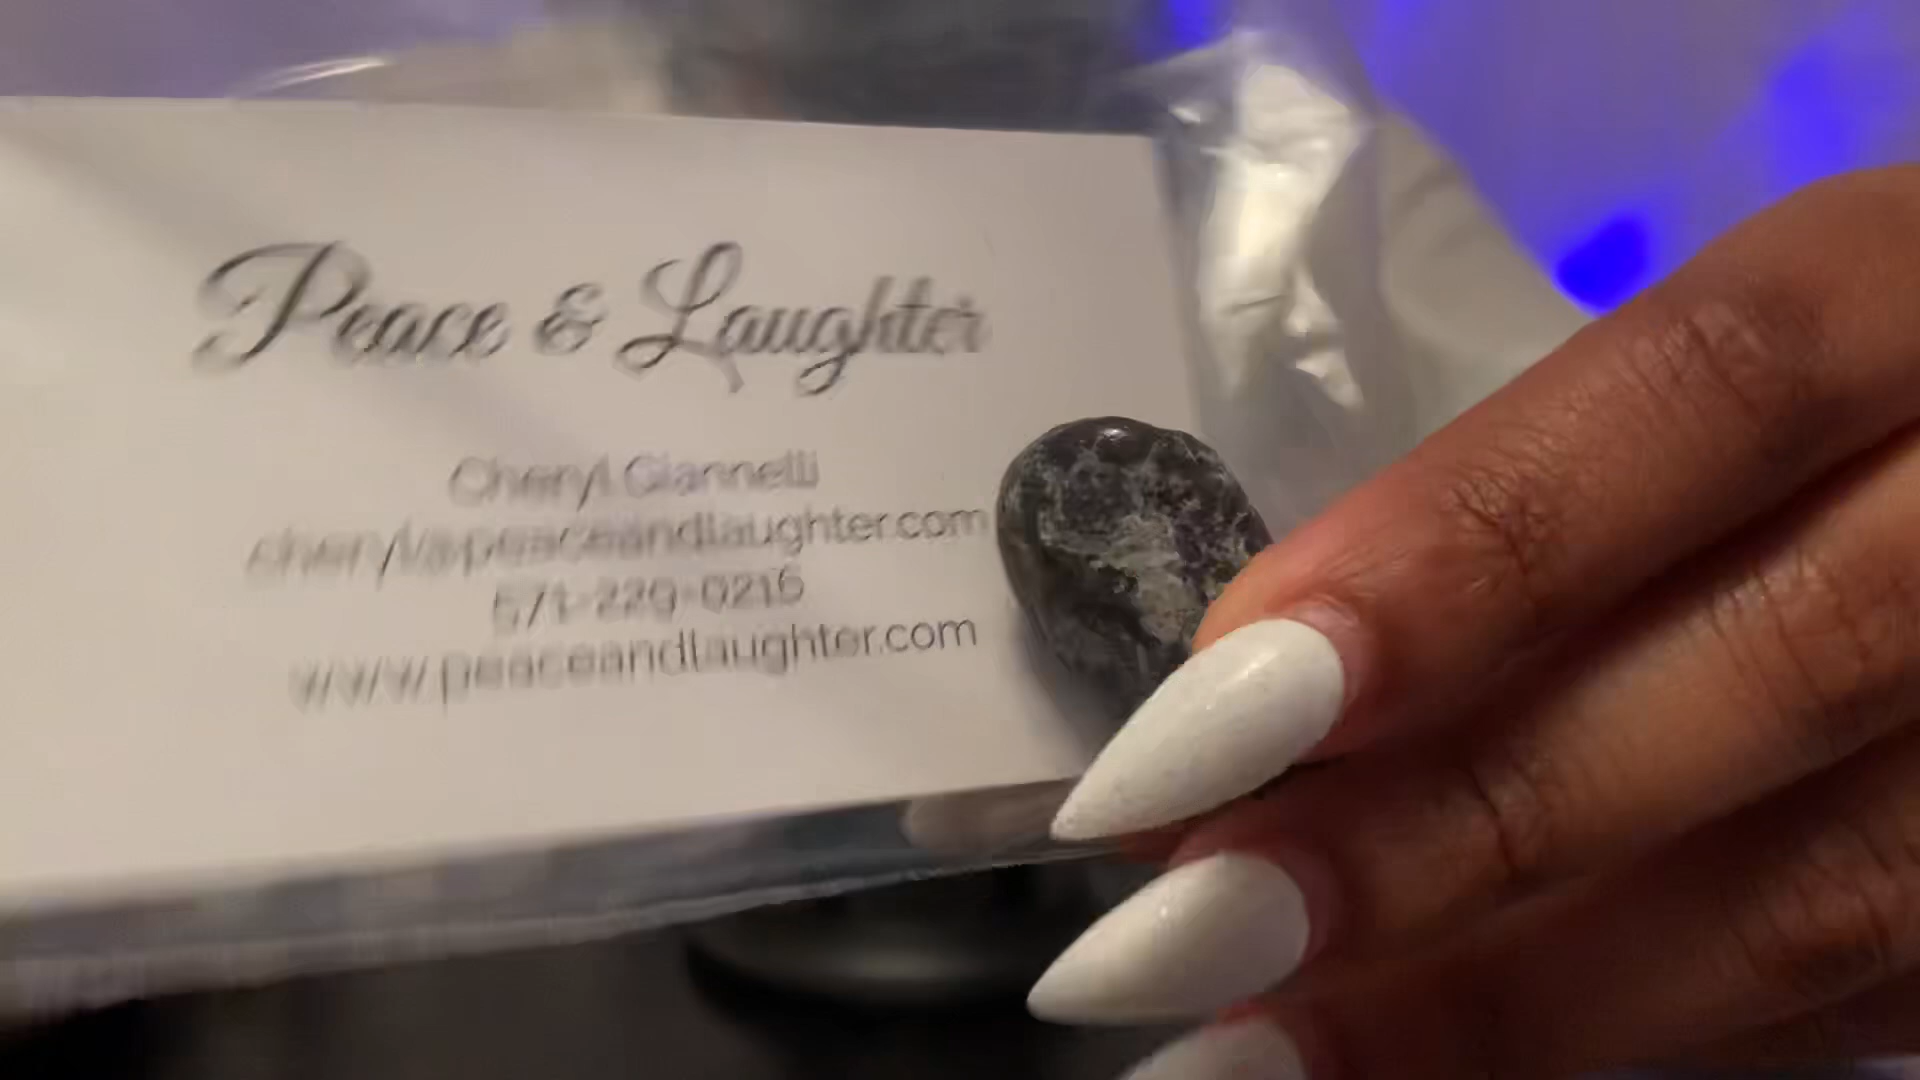 Peace & Laughter
Cheryl Giannelli
cheryl@peaceandlaughter.com
571-229-0216
www.peaceandlaughter.com